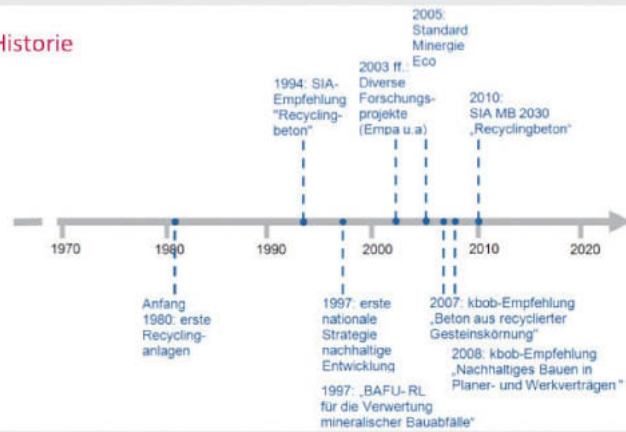 Historie
2005:
Standard
Minergie
Eco
2003 ff.:
Diverse
Forschungs-
projekte
(Empa u.a)
1994: SIA-
Empfehlung
"Recycling-
beton"
2010:
SIA MB 2030
„Recyclingbeton“
1970
1980
1990
2000
2010
2020
Anfang
1980: erste
Recycling-
anlagen
1997: erste
nationale
Strategie
nachhaltige
Entwicklung
1997: „BAFU-RL
für die Verwertung
mineralischer Bauabfälle“
2007: kbob-Empfehlung
„Beton aus recyclierter
Gesteinskörnung“
2008: kbob-Empfehlung
„Nachhaltiges Bauen in
Planer- und Werkverträgen“